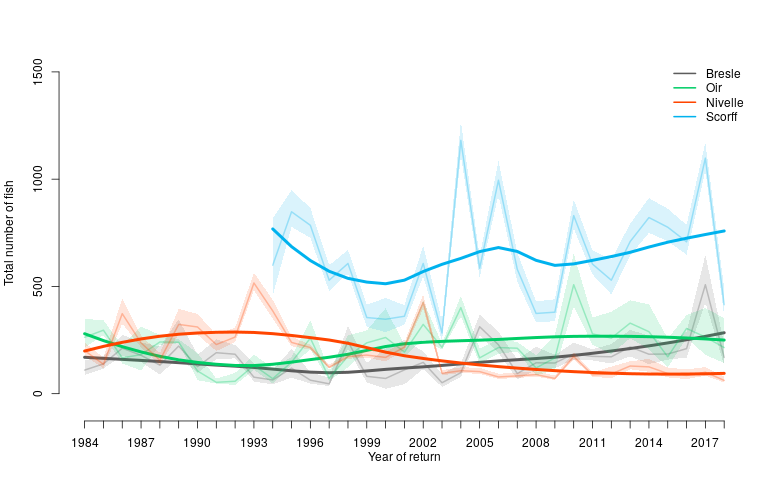 Bresle
Oir
Nivelle
Scorff
Total number of fish
1500
1000
500
0
1984 1987 1990 1993 1996 1999 2002 2005 2008 2011 2014 2017
Year of return